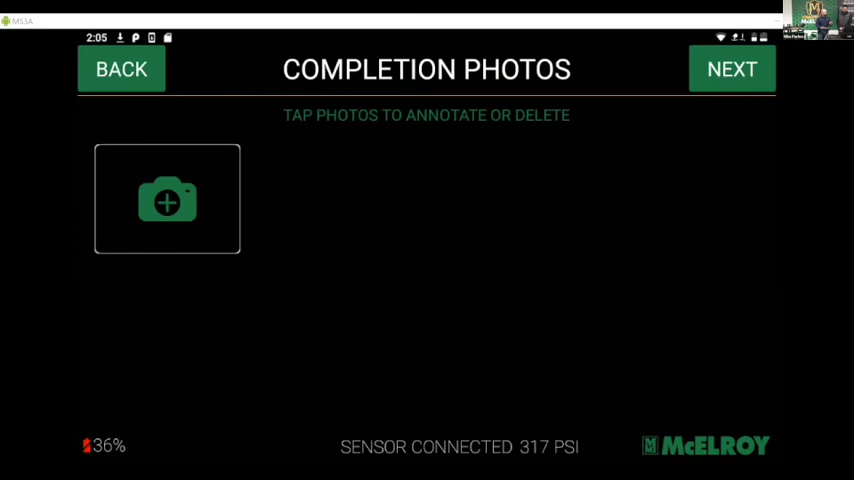 MS3A
2:05
BACK
COMPLETION PHOTOS
NEXT
TAP PHOTOS TO ANNOTATE OR DELETE
36%
SENSOR CONNECTED 317 PSI
McELROY